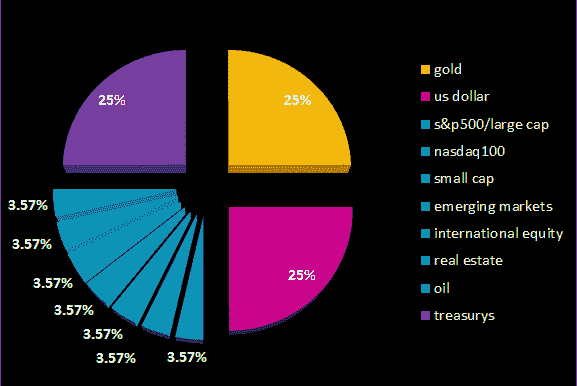 25%
25%
25%
3.57%
3.57%
3.57%
3.57%
3.57%
3.57%
3.57%
gold
us dollar
s&p500/large cap
nasdaq100
small cap
emerging markets
international equity
real estate
oil
treasurys